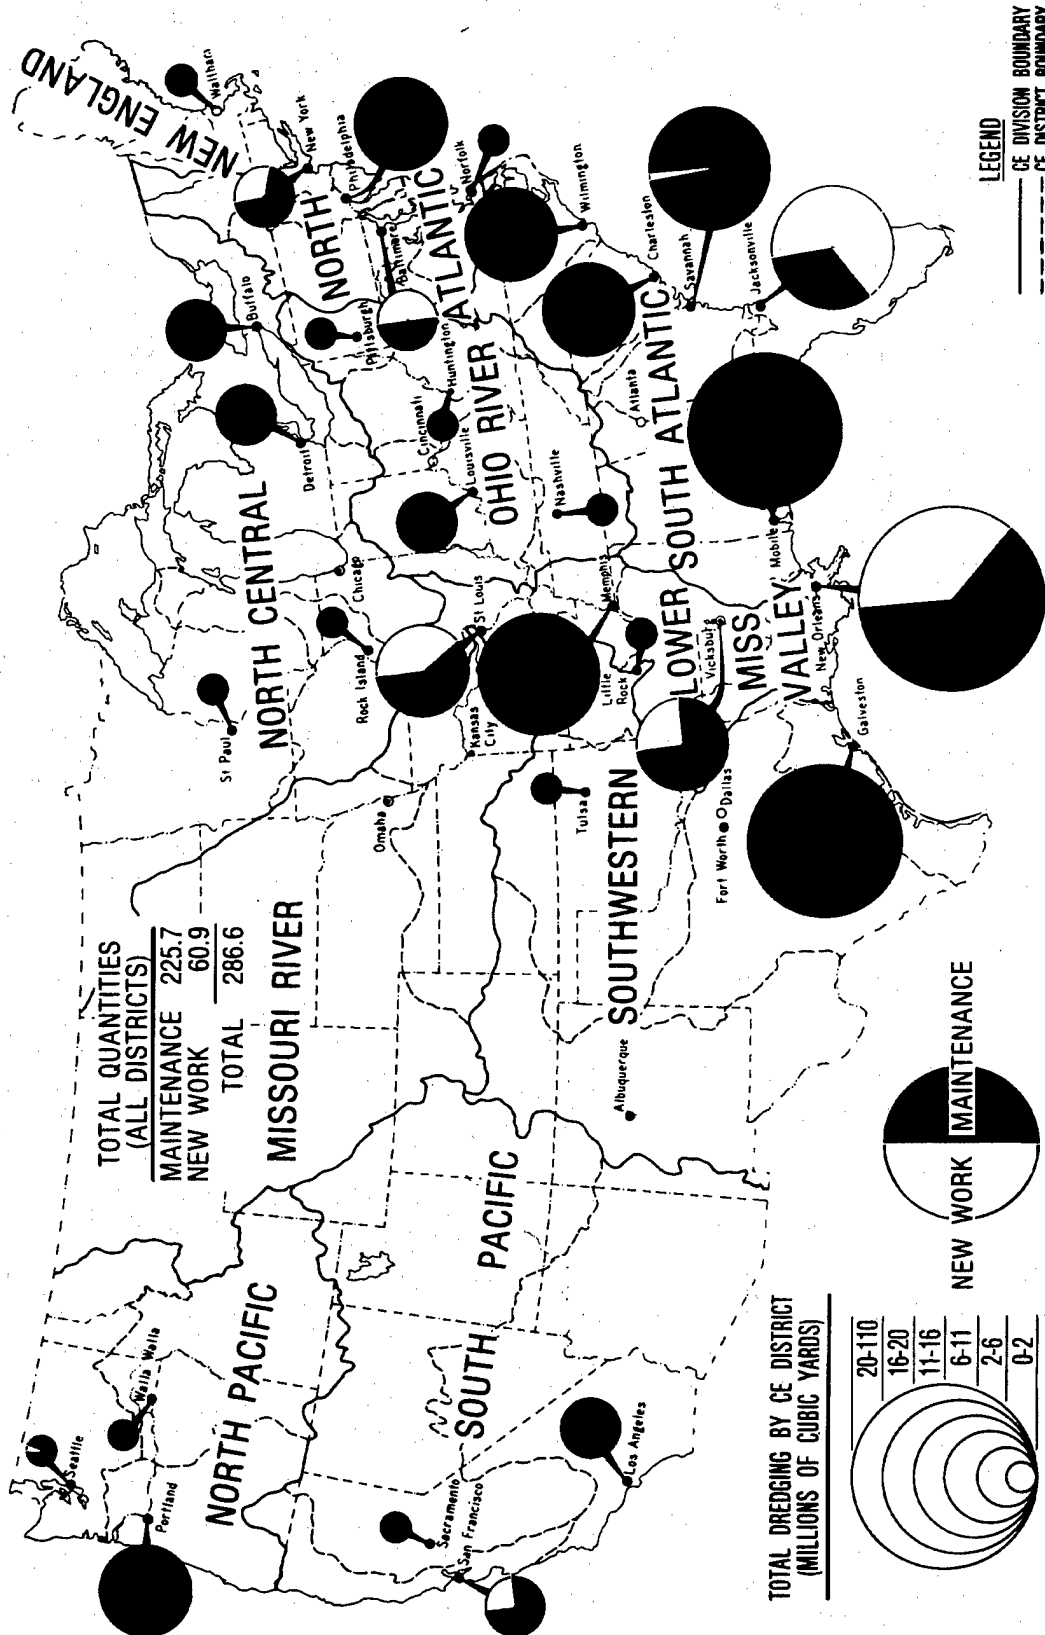 TOTAL QUANTITIES
(ALL DISTRICTS)
MAINTENANCE 225.7
NEW WORK 60.9
TOTAL 286.6
NEW ENGLAND
NORTH ATLANTIC
NORTH CENTRAL
OHIO RIVER
SOUTH ATLANTIC
LOWER
MISS
VALLEY
MISSOURI RIVER
SOUTHWESTERN
NORTH PACIFIC
SOUTH PACIFIC
Seattle
Walla Walla
Portland
Sacramento
San Francisco
Los Angeles
Albuquerque
Omaha
Kansas
City
St Paul
Rock Island
Chicago
St Louis
Detroit
Buffalo
Waltham
New York
Philadelphia
Baltimore
Norfolk
Pittsburgh
Huntington
Cincinnati
Louisville
Nashville
Memphis
Little
Rock
Tulsa
Vicksburg
Fort Worth
Dallas
Galveston
New
Orleans
Mobile
Atlanta
Wilmington
Charleston
Savannah
Jacksonville
TOTAL DREDGING BY CE DISTRICT
(MILLIONS OF CUBIC YARDS)
20-110
16-20
11-16
6-11
2-6
0-2
NEW WORK MAINTENANCE
LEGEND
CE DIVISION BOUNDARY
CE DISTRICT BOUNDARY